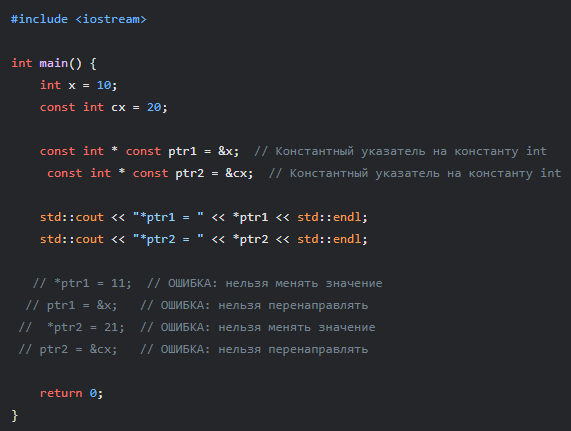 #include <iostream>

int main() {
    int x = 10;
    const int cx = 20;

    const int * const ptr1 = &x;  // Константный указатель на константу int
     const int * const ptr2 = &cx;  // Константный указатель на константу int

    std::cout << "*ptr1 = " << *ptr1 << std::endl;
    std::cout << "*ptr2 = " << *ptr2 << std::endl;

   // *ptr1 = 11;  // ОШИБКА: нельзя менять значение
  // ptr1 = &x;   // ОШИБКА: нельзя перенаправлять
 //  *ptr2 = 21;  // ОШИБКА: нельзя менять значение
 // ptr2 = &cx;   // ОШИБКА: нельзя перенаправлять

    return 0;
}